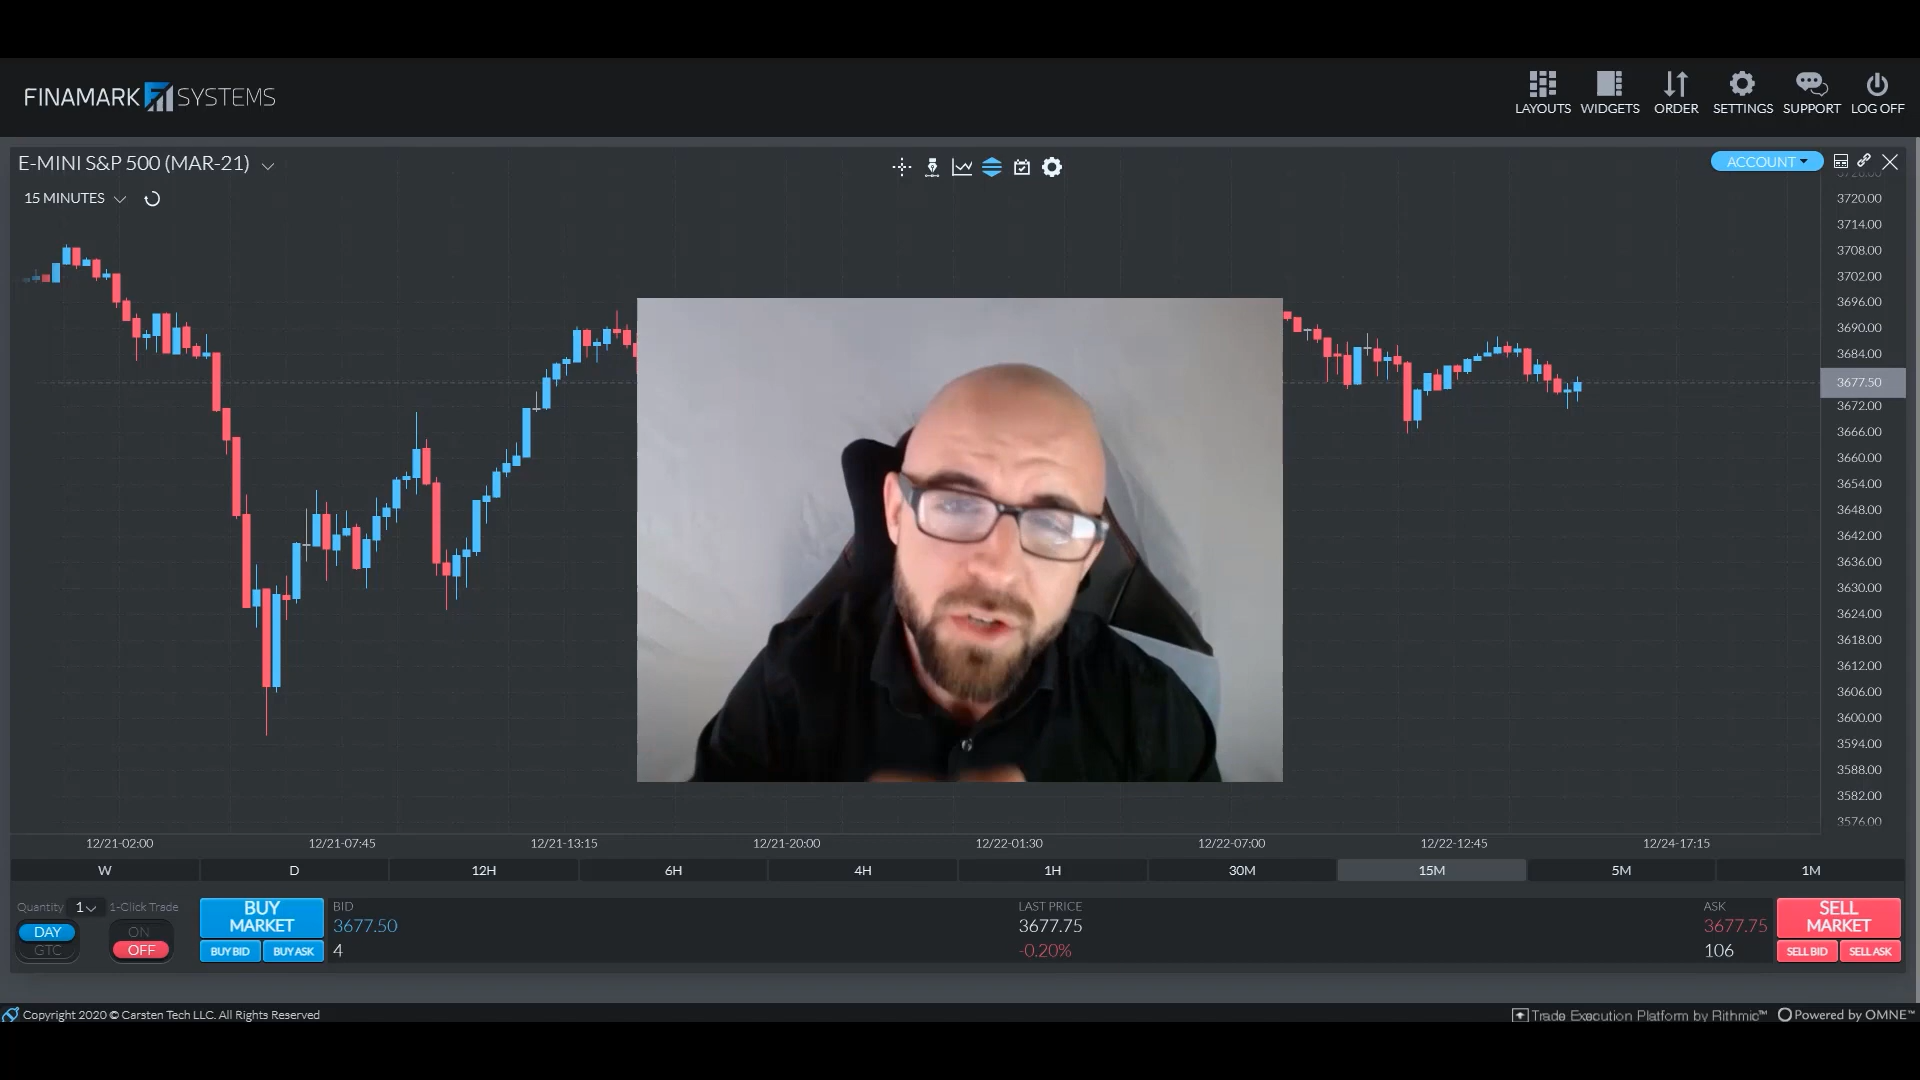 FINAMARK SYSTEMS
LAYOUTS WIDGETS ORDER SETTINGS SUPPORT LOG OFF
E-MINI S&P 500 (MAR-21)
ACCOUNT
15 MINUTES
3726.00
3720.00
3714.00
3708.00
3702.00
3696.00
3690.00
3684.00
3677.50
3672.00
3666.00
3660.00
3654.00
3648.00
3642.00
3636.00
3630.00
3624.00
3618.00
3612.00
3606.00
3600.00
3594.00
3588.00
3582.00
3576.00
12/21-02:00 12/21-07:45 12/21-13:15 12/21-20:00 12/22-01:30 12/22-07:00 12/22-12:45 12/24-17:15
W D 12H 6H 4H 1H 30M 15M 5M 1M
Quantity 1 1-Click Trade
DAY
GTC
ON
OFF
BUY
MARKET
BUY BID BUY ASK
BID
3677.50
4
LAST PRICE
3677.75
-0.20%
ASK
3677.75
106
SELL
MARKET
SELL BID SELL ASK
Copyright 2020 © Carsten Tech LLC. All Rights Reserved
Trade Execution Platform by Rithmic™ Powered by OMNE™